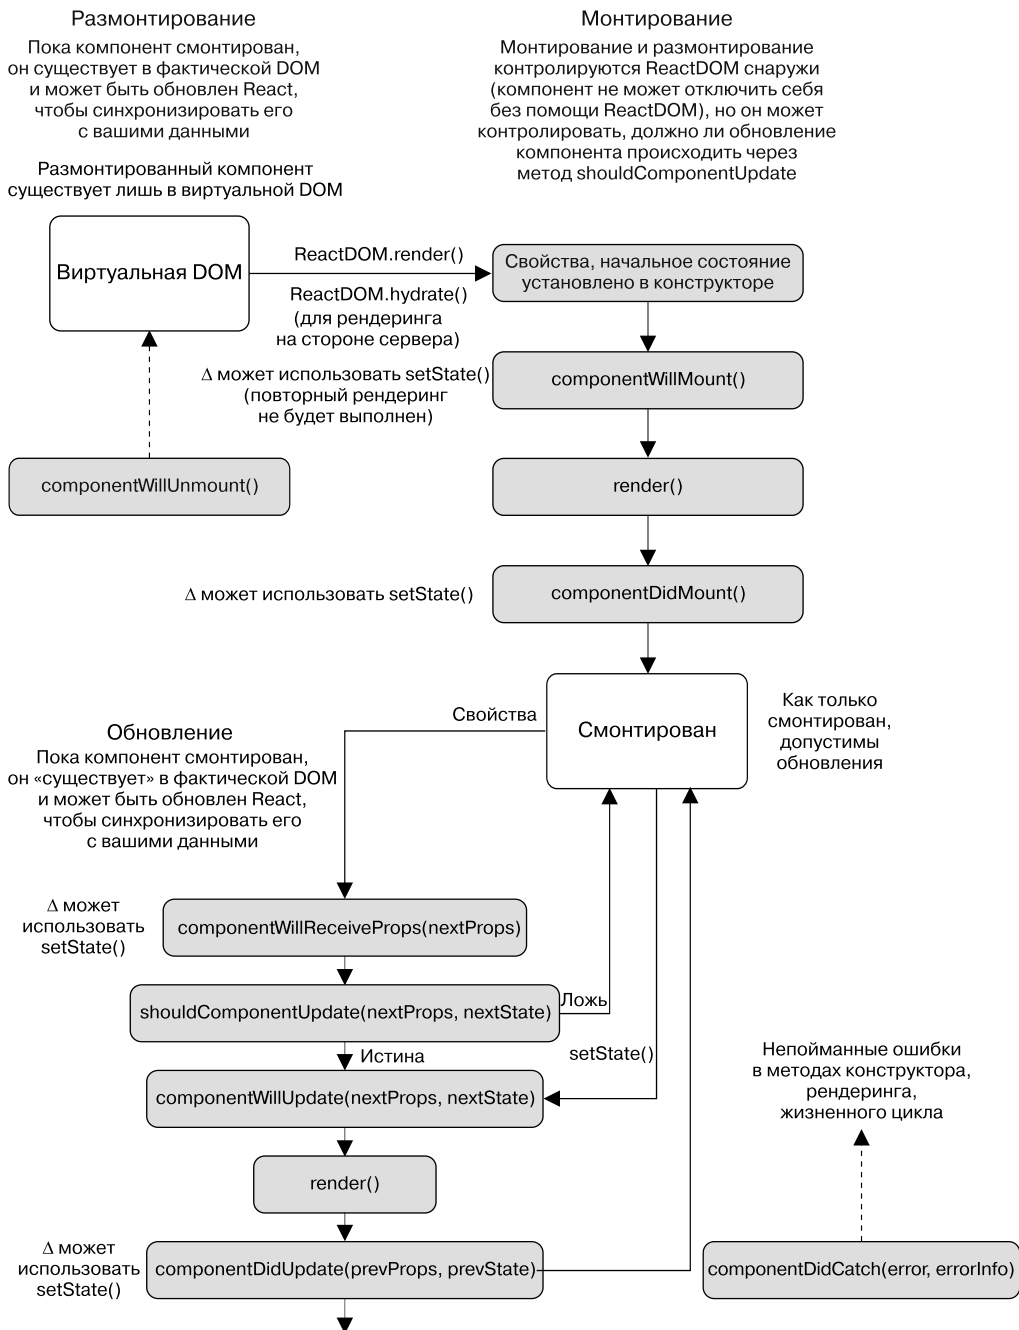 Размонтирование
Пока компонент смонтирован,
он существует в фактической DOM
и может быть обновлен React,
чтобы синхронизировать его
с вашими данными
Размонтированный компонент
существует лишь в виртуальной DOM
Монтирование
Монтирование и размонтирование
контролируются ReactDOM снаружи
(компонент не может отключить себя
без помощи ReactDOM), но он может
контролировать, должно ли обновление
компонента происходить через
метод shouldComponentUpdate
Виртуальная DOM
ReactDOM.render()
ReactDOM.hydrate()
(для рендеринга
на стороне сервера)
Свойства, начальное состояние
установлено в конструкторе
Δ может использовать setState()
(повторный рендеринг
не будет выполнен)
componentWillMount()
componentWillUnmount()
render()
Δ может использовать setState()
componentDidMount()
Смонтирован
Как только
смонтирован,
допустимы
обновления
Свойства
Обновление
Пока компонент смонтирован,
он «существует» в фактической DOM
и может быть обновлен React,
чтобы синхронизировать его
с вашими данными
Δ может
использовать
setState()
componentWillReceiveProps(nextProps)
shouldComponentUpdate(nextProps, nextState)
Ложь
Истина
setState()
componentWillUpdate(nextProps, nextState)
render()
Δ может
использовать
setState()
componentDidUpdate(prevProps, prevState)
Непойманные ошибки
в методах конструктора,
рендеринга,
жизненного цикла
componentDidCatch(error, errorInfo)